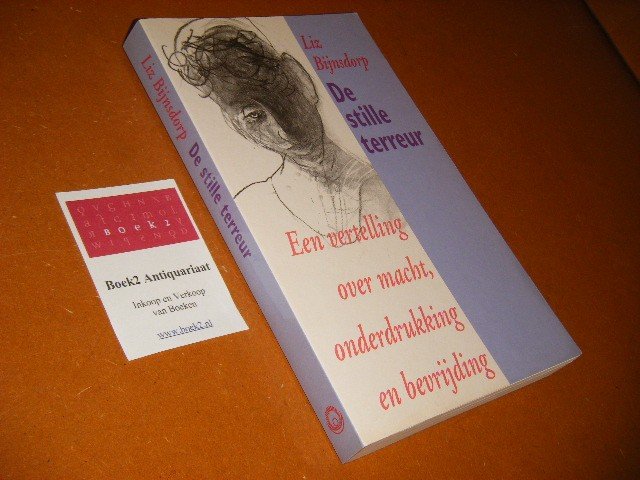 Liz
Bijnsdorp
De
stille
terreur
Een vertelling
over macht,
onderdrukking
en bevrijding
Liz Bijnsdorp De stille terreur
BOEK2
Boek2 Antiquariaat
Inkoop en Verkoop
van Boeken
www.boek2.nl